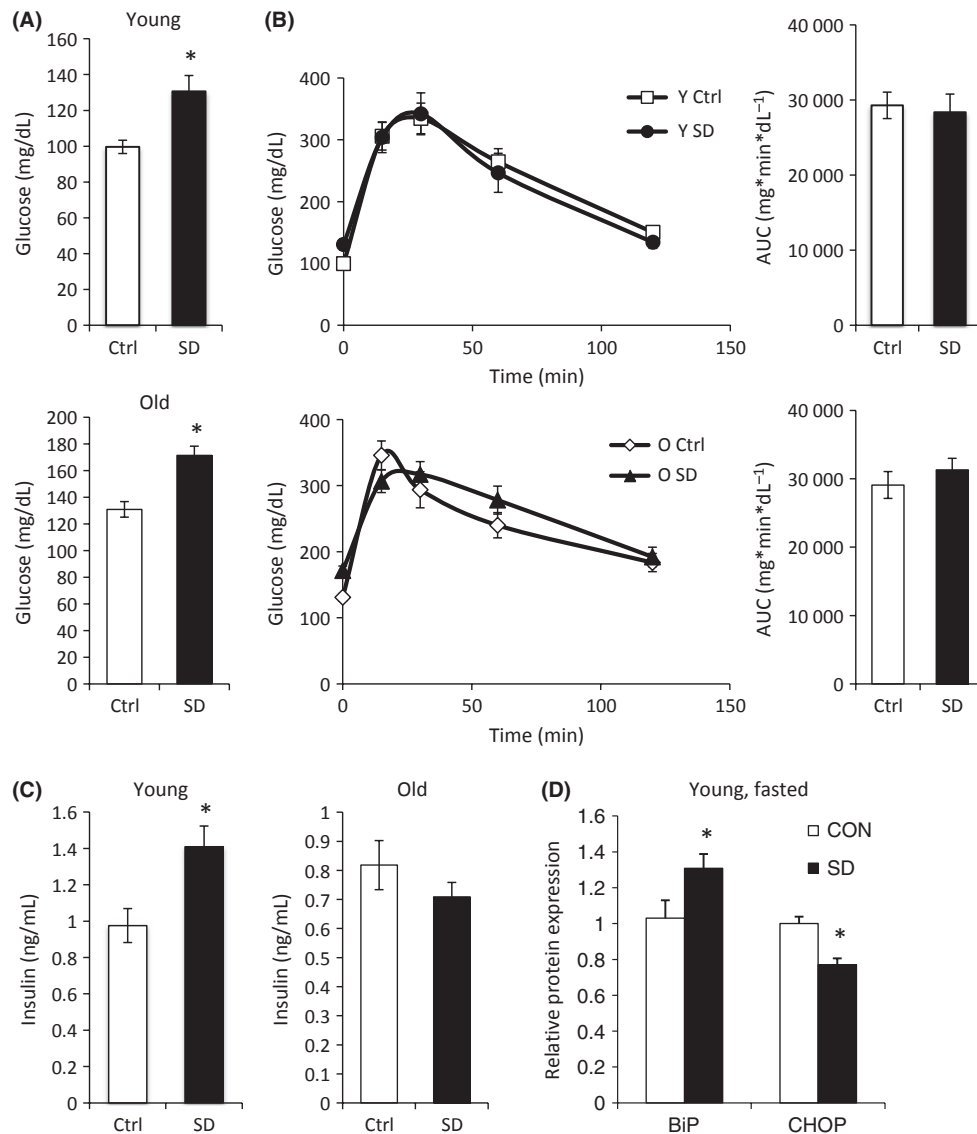 (A)
Young
Glucose (mg/dL)
160
140
120
100
80
60
40
20
0
*
Ctrl SD
(B)
Glucose (mg/dL)
400
300
200
100
0
0 50 100 150
Time (min)
Y Ctrl
Y SD
AUC (mg*min*dL⁻¹)
40 000
30 000
20 000
10 000
0
Ctrl SD
Old
Glucose (mg/dL)
200
180
160
140
120
100
80
60
40
20
0
*
Ctrl SD
Glucose (mg/dL)
400
300
200
100
0
0 50 100 150
Time (min)
O Ctrl
O SD
AUC (mg*min*dL⁻¹)
40 000
30 000
20 000
10 000
0
Ctrl SD
(C)
Young
Insulin (ng/mL)
1.6
1.4
1.2
1
0.8
0.6
0.4
0.2
0
*
Ctrl SD
Old
Insulin (ng/mL)
1
0.9
0.8
0.7
0.6
0.5
0.4
0.3
0.2
0.1
0
Ctrl SD
(D)
Young, fasted
Relative protein expression
1.6
1.4
1.2
1.0
0.8
0.6
0.4
0.2
0.0
*
*
CON
SD
BiP CHOP